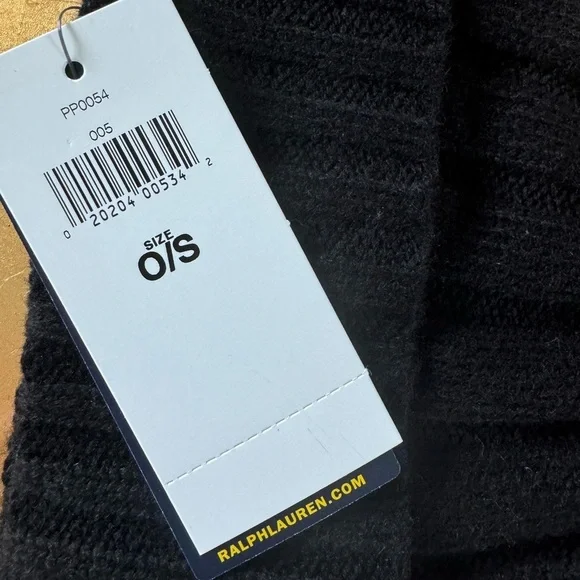 PP0054
005
0 20204 00534 2
SIZE
O/S
RALPHLAUREN.COM